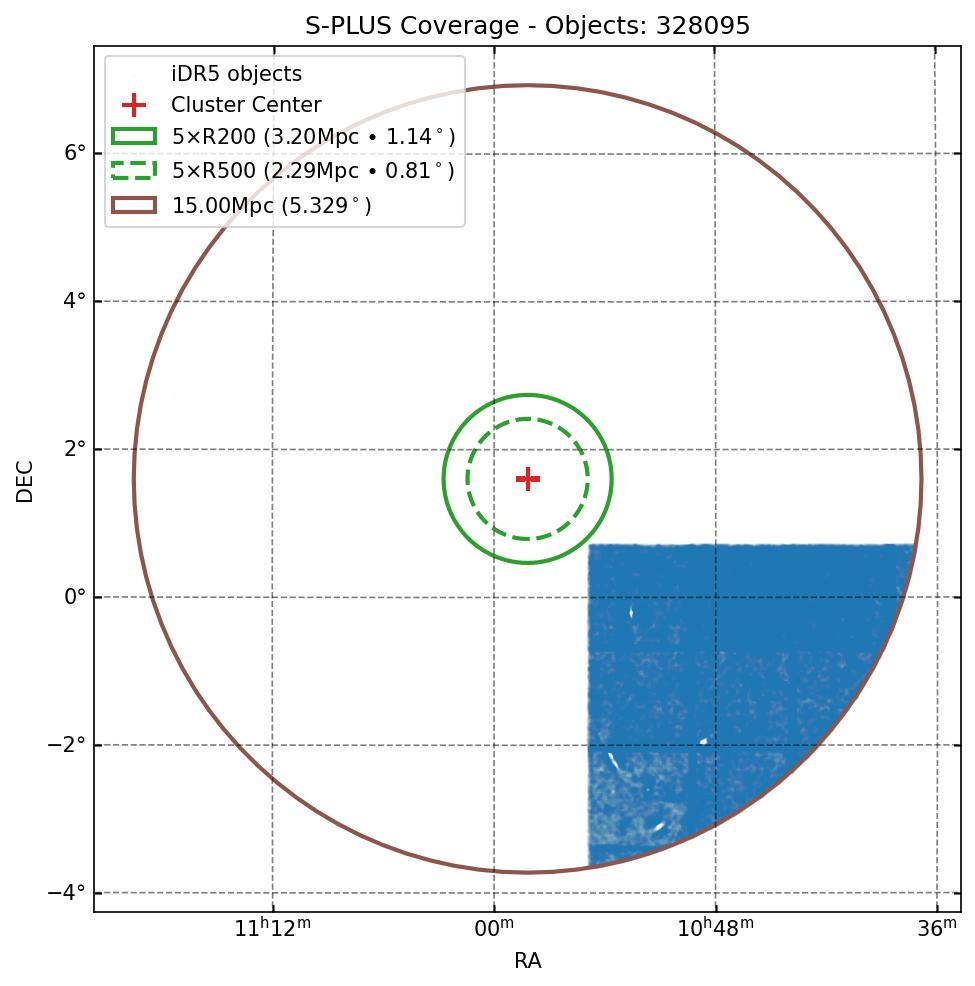 S-PLUS Coverage - Objects: 328095
iDR5 objects
Cluster Center
5×R200 (3.20Mpc • 1.14°)
5×R500 (2.29Mpc • 0.81°)
15.00Mpc (5.329°)
6°
4°
2°
0°
−2°
−4°
DEC
11ʰ12ᵐ
00ᵐ
10ʰ48ᵐ
36ᵐ
RA